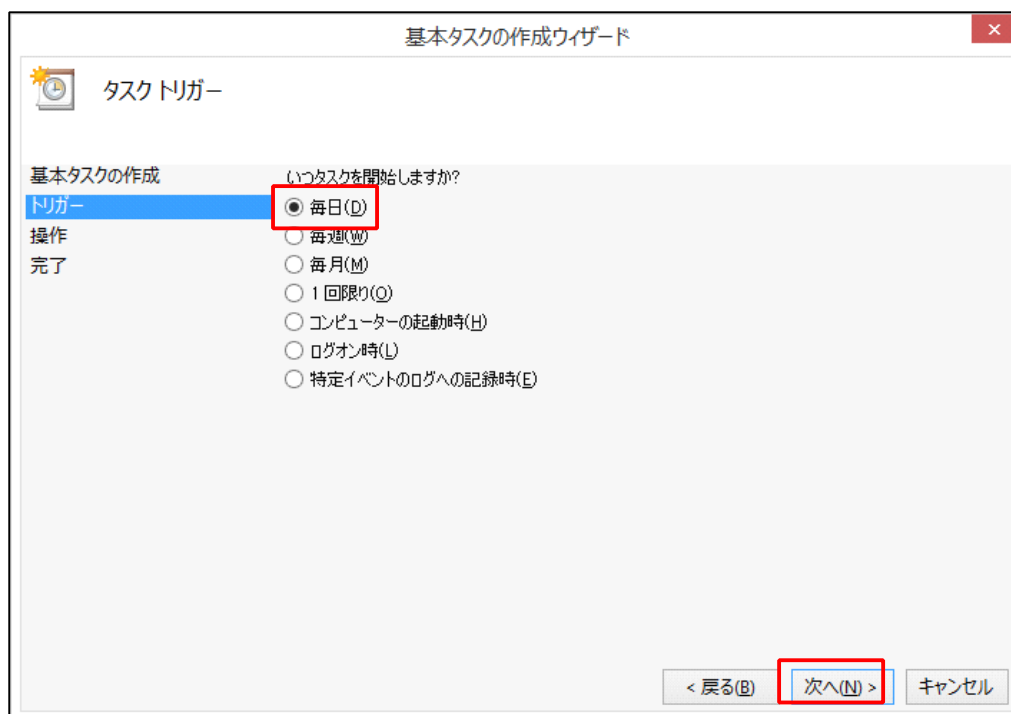 基本タスクの作成ウィザード
タスク トリガー
基本タスクの作成
トリガー
操作
完了
いつタスクを開始しますか?
毎日(D)
毎週(W)
毎月(M)
1 回限り(O)
コンピューターの起動時(H)
ログオン時(L)
特定イベントのログへの記録時(E)
< 戻る(B)
次へ(N) >
キャンセル